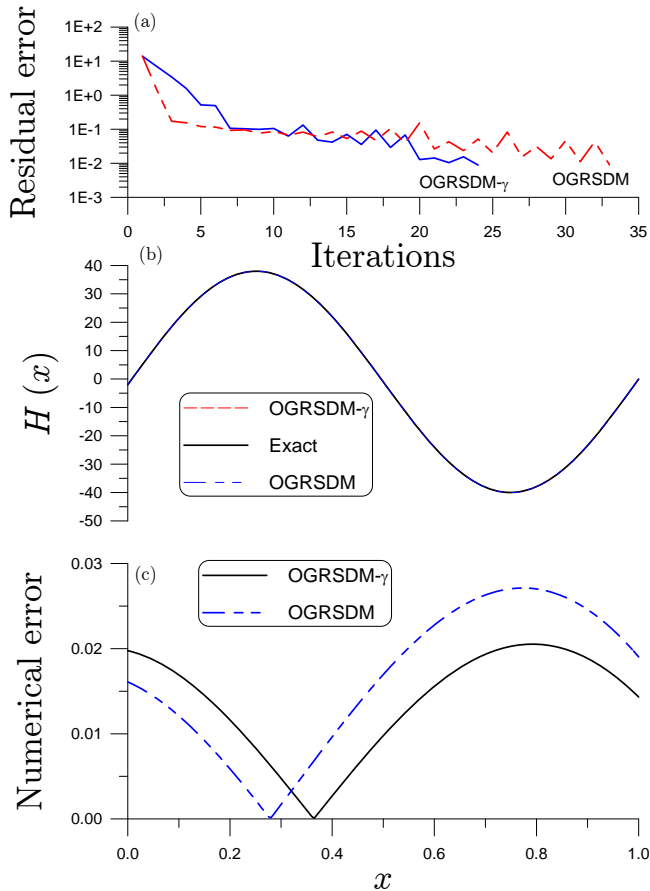 (a)
1E+2
1E+1
1E+0
1E-1
1E-2
1E-3
Residual error
OGRSDM-γ
OGRSDM
0 5 10 15 20 25 30 35
Iterations
(b)
40
30
20
10
0
-10
-20
-30
-40
-50
H (x)
OGRSDM-γ
Exact
OGRSDM
(c)
0.03
0.02
0.01
0.00
Numerical error
OGRSDM-γ
OGRSDM
0.0 0.2 0.4 0.6 0.8 1.0
x